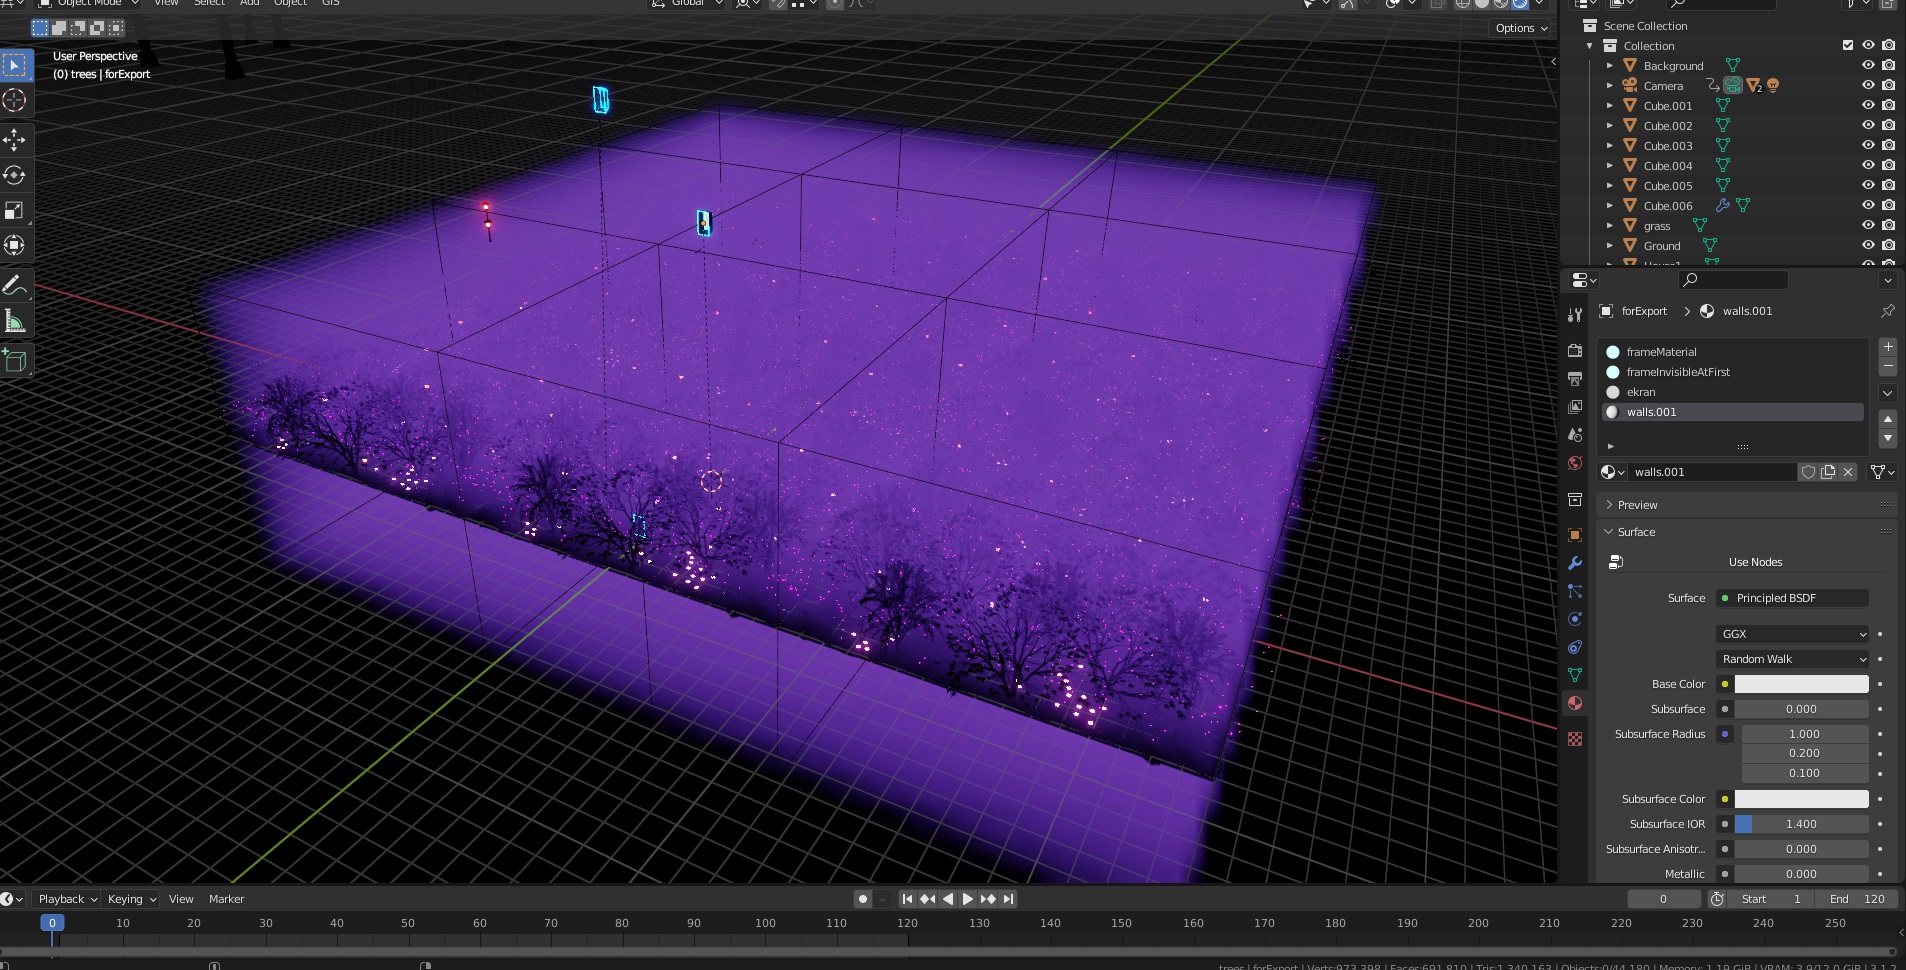 Object Mode View Select Add Object GIS Global
Options
User Perspective
(0) trees | forExport
Scene Collection
Collection
Background
Camera 2
Cube.001
Cube.002
Cube.003
Cube.004
Cube.005
Cube.006
grass
Ground
House1
forExport > walls.001
frameMaterial
frameInvisibleAtFirst
ekran
walls.001
walls.001
Preview
Surface
Use Nodes
Surface Principled BSDF
GGX
Random Walk
Base Color
Subsurface 0.000
Subsurface Radius 1.000
0.200
0.100
Subsurface Color
Subsurface IOR 1.400
Subsurface Anisotr... 0.000
Metallic 0.000
Playback Keying View Marker 0 Start 1 End 120
0 10 20 30 40 50 60 70 80 90 100 110 120 130 140 150 160 170 180 190 200 210 220 230 240 250
trees | forExport | Verts:973,398 | Faces:691,810 | Tris:1,340,163 | Objects:0/44,180 | Memory: 1.19 GiB | VRAM: 3.9/12.0 GiB | 3.1.2